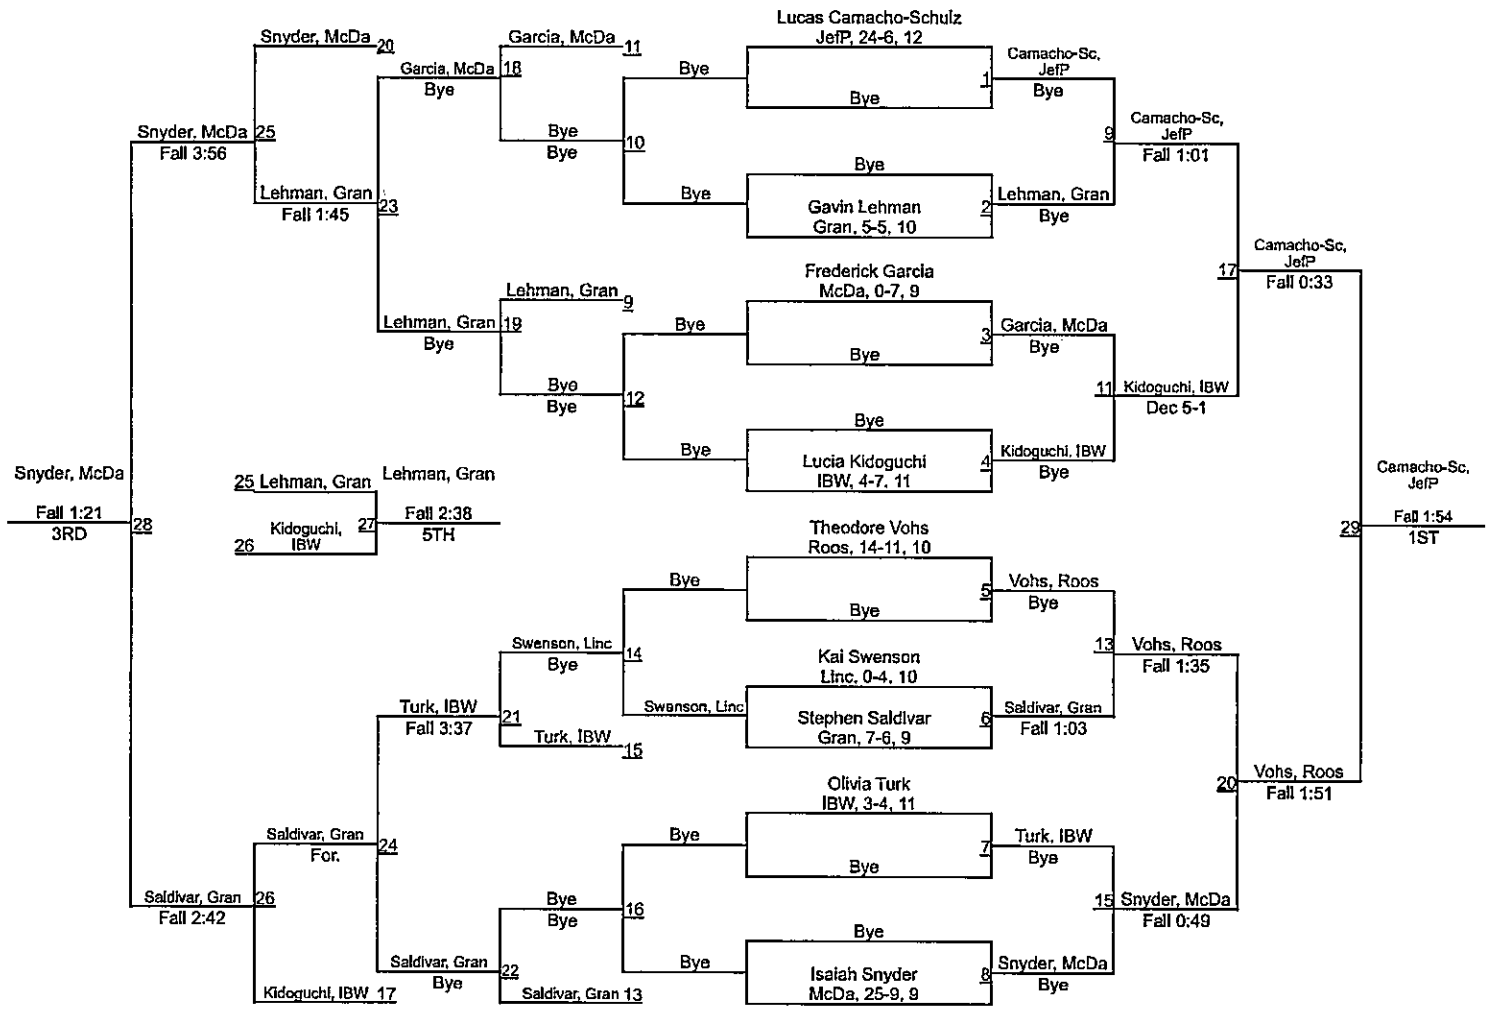 Lucas Camacho-Schulz
JefP, 24-6, 12
Snyder, McDa
20
Garcia, McDa
11
Camacho-Sc,
JefP
Bye
Garcia, McDa
18
Bye
Bye
1
Bye
Snyder, McDa
25
Fall 3:56
Bye
Bye
10
Camacho-Sc,
JefP
9
Fall 1:01
Bye
Lehman, Gran
23
Fall 1:45
Bye
Gavin Lehman
Gran, 5-5, 10
2
Lehman, Gran
Bye
Camacho-Sc,
JefP
17
Fall 0:33
Frederick Garcia
McDa, 0-7, 9
Lehman, Gran
9
Lehman, Gran
19
Bye
Bye
3
Garcia, McDa
Bye
Bye
Bye
Bye
12
11
Kidoguchi, IBW
Dec 5-1
Bye
Bye
Lucia Kidoguchi
IBW, 4-7, 11
4
Kidoguchi, IBW
Bye
Snyder, McDa
Fall 1:21
3RD
28
25
Lehman, Gran
Kidoguchi,
IBW
26
27
Lehman, Gran
Fall 2:38
5TH
Camacho-Sc,
JefP
Fall 1:54
1ST
29
Theodore Vohs
Roos, 14-11, 10
Bye
Bye
5
Vohs, Roos
Bye
Swenson, Linc
Bye
14
13
Vohs, Roos
Fall 1:35
Kai Swenson
Linc, 0-4, 10
Swenson, Linc
Stephen Saldivar
Gran, 7-6, 9
6
Saldivar, Gran
Fall 1:03
Turk, IBW
Fall 3:37
21
Turk, IBW
15
20
Vohs, Roos
Fall 1:51
Olivia Turk
IBW, 3-4, 11
Bye
Bye
7
Turk, IBW
Bye
Saldivar, Gran
For.
24
Saldivar, Gran
26
Fall 2:42
Bye
Bye
16
15
Snyder, McDa
Fall 0:49
Bye
Bye
Isaiah Snyder
McDa, 25-9, 9
8
Snyder, McDa
Bye
Saldivar, Gran
22
Bye
Kidoguchi, IBW
17
Saldivar, Gran
13